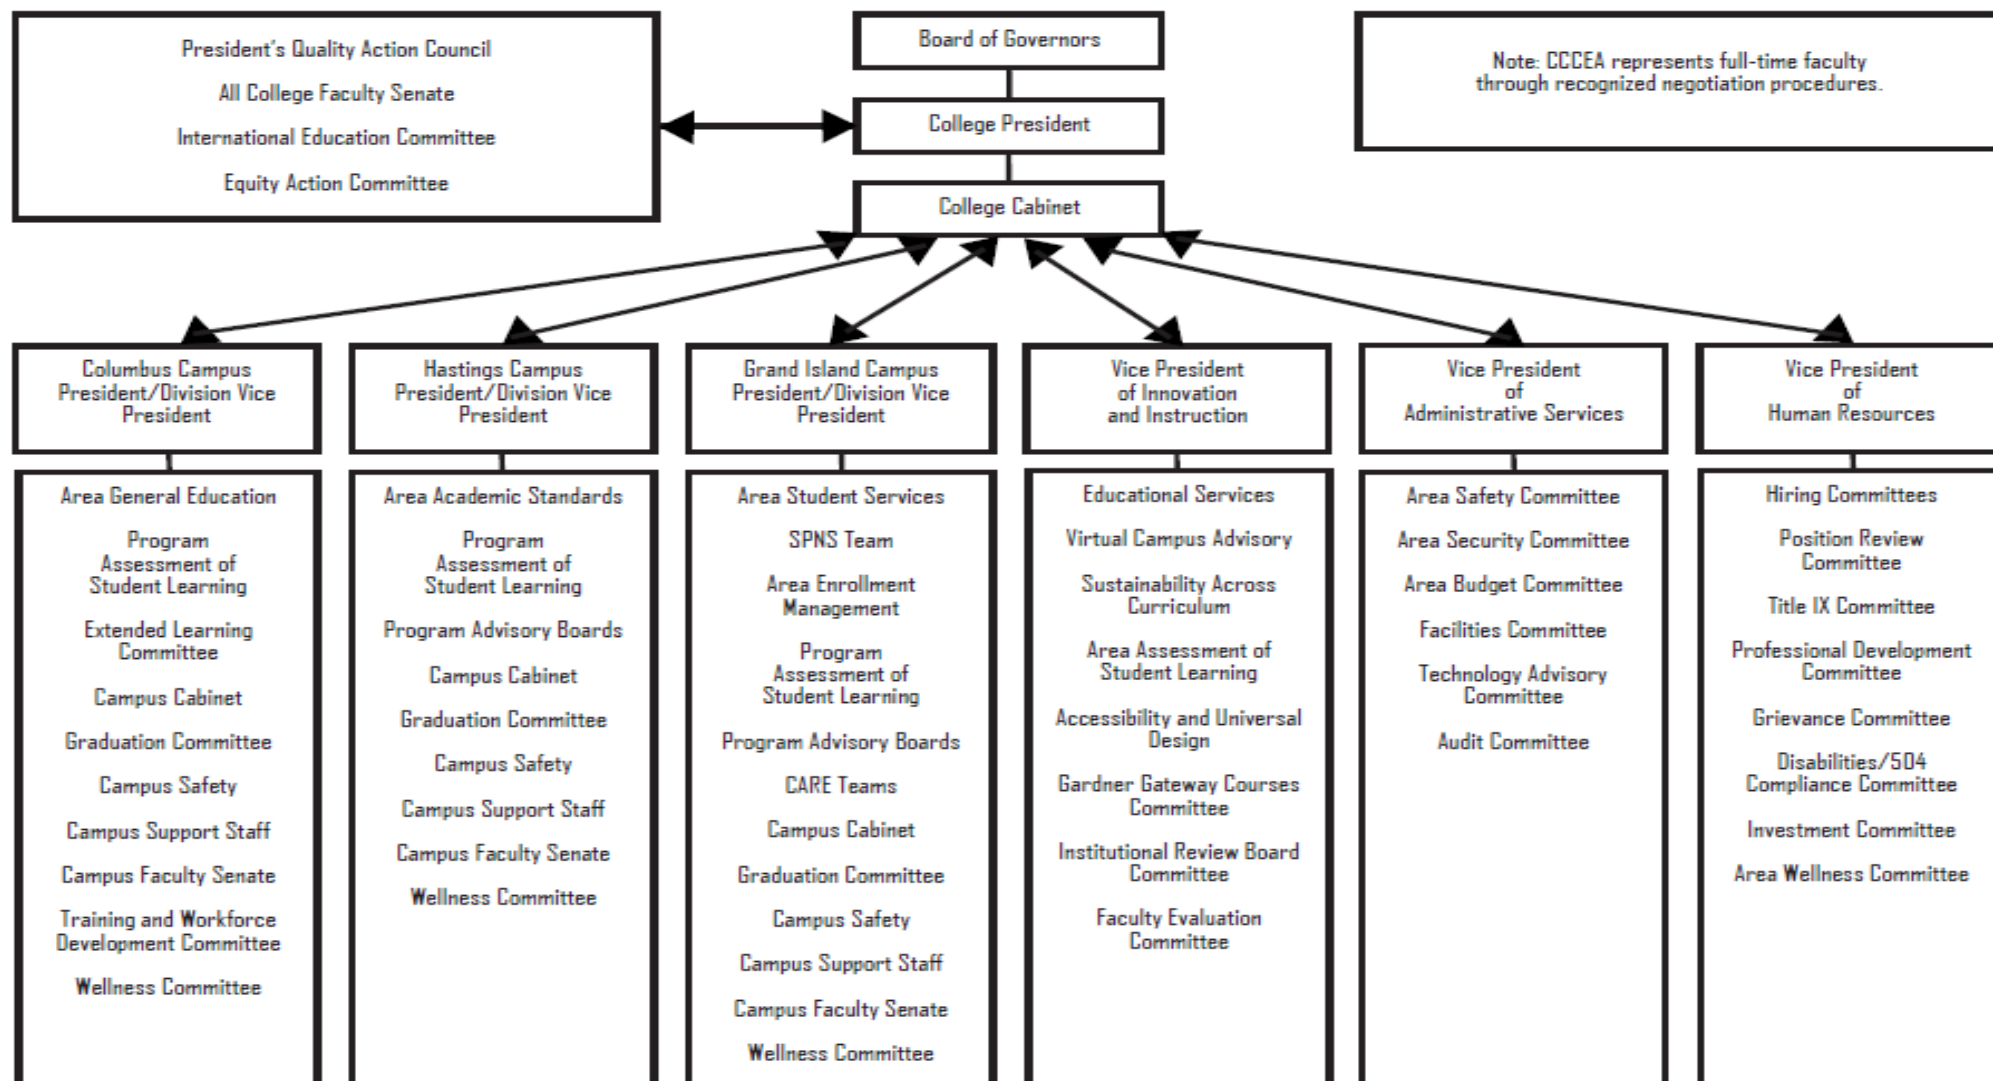 President's Quality Action Council
All College Faculty Senate
International Education Committee
Equity Action Committee
Board of Governors
College President
College Cabinet
Note: CCCEA represents full-time faculty
through recognized negotiation procedures.
Columbus Campus
President/Division Vice
President
Hastings Campus
President/Division Vice
President
Grand Island Campus
President/Division Vice
President
Vice President
of Innovation
and Instruction
Vice President
of
Administrative Services
Vice President
of
Human Resources
Area General Education
Program
Assessment of
Student Learning
Extended Learning
Committee
Campus Cabinet
Graduation Committee
Campus Safety
Campus Support Staff
Campus Faculty Senate
Training and Workforce
Development Committee
Wellness Committee
Area Academic Standards
Program
Assessment of
Student Learning
Program Advisory Boards
Campus Cabinet
Graduation Committee
Campus Safety
Campus Support Staff
Campus Faculty Senate
Wellness Committee
Area Student Services
SPNS Team
Area Enrollment
Management
Program
Assessment of
Student Learning
Program Advisory Boards
CARE Teams
Campus Cabinet
Graduation Committee
Campus Safety
Campus Support Staff
Campus Faculty Senate
Wellness Committee
Educational Services
Virtual Campus Advisory
Sustainability Across
Curriculum
Area Assessment of
Student Learning
Accessibility and Universal
Design
Gardner Gateway Courses
Committee
Institutional Review Board
Committee
Faculty Evaluation
Committee
Area Safety Committee
Area Security Committee
Area Budget Committee
Facilities Committee
Technology Advisory
Committee
Audit Committee
Hiring Committees
Position Review
Committee
Title IX Committee
Professional Development
Committee
Grievance Committee
Disabilities/504
Compliance Committee
Investment Committee
Area Wellness Committee